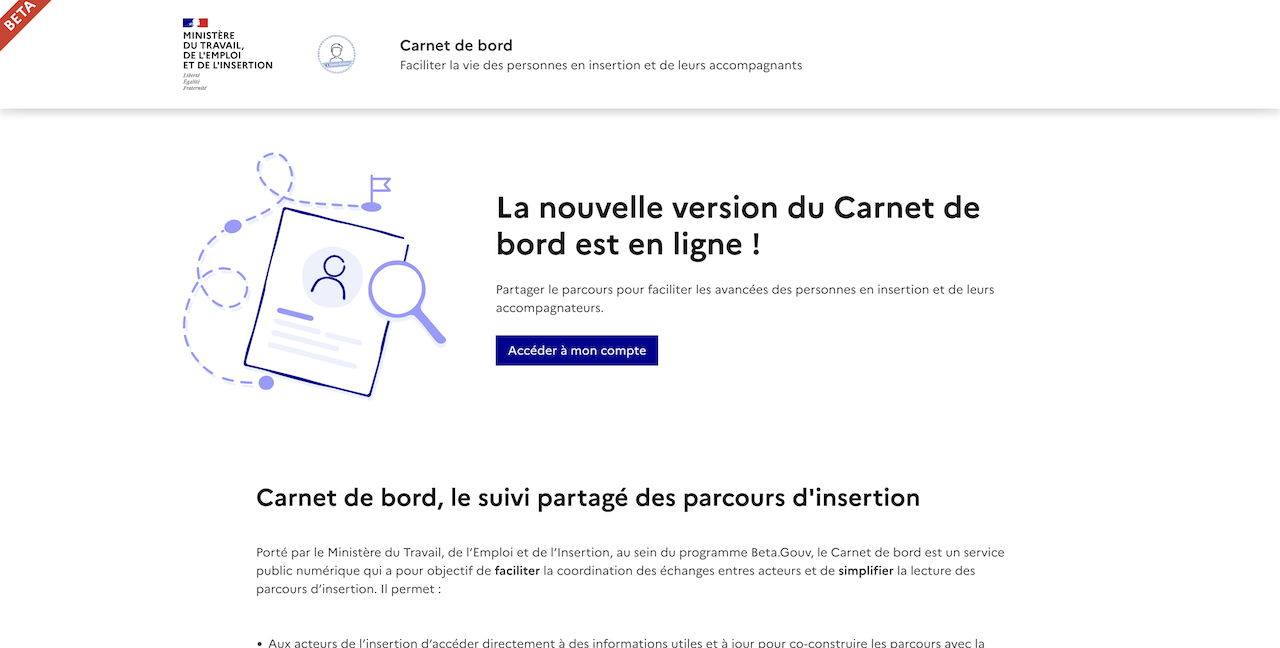 BETA
MINISTÈRE
DU TRAVAIL,
DE L'EMPLOI
ET DE L'INSERTION
Liberté
Égalité
Fraternité
Carnet de bord
Faciliter la vie des personnes en insertion et de leurs accompagnants
La nouvelle version du Carnet de
bord est en ligne !
Partager le parcours pour faciliter les avancées des personnes en insertion et de leurs
accompagnateurs.
Accéder à mon compte
Carnet de bord, le suivi partagé des parcours d'insertion
Porté par le Ministère du Travail, de l’Emploi et de l’Insertion, au sein du programme Beta.Gouv, le Carnet de bord est un service
public numérique qui a pour objectif de faciliter la coordination des échanges entres acteurs et de simplifier la lecture des
parcours d’insertion. Il permet :
• Aux acteurs de l’insertion d’accéder directement à des informations utiles et à jour pour co-construire les parcours avec la